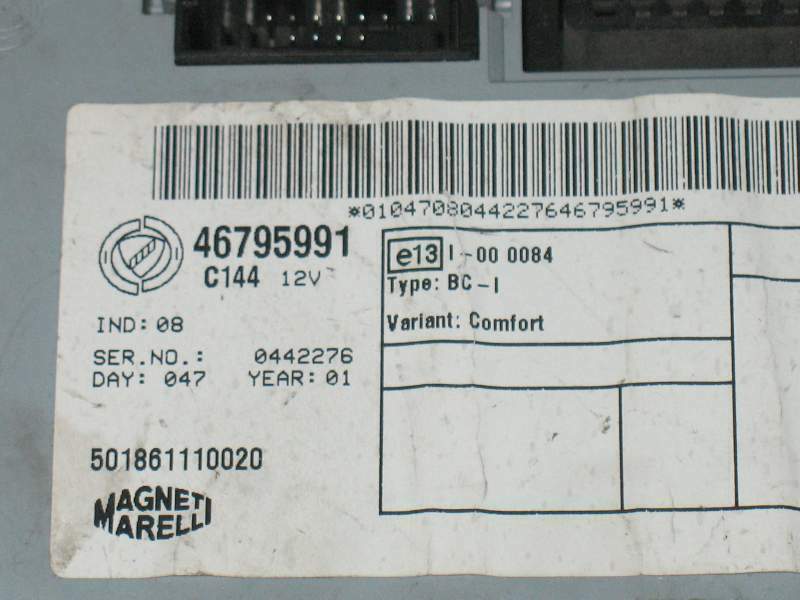 *0104708044227646795991*
46795991
C144 12V
e13 I-00 0084
Type: BC-I
Variant: Comfort
IND: 08
SER.NO.: 0442276
DAY: 047 YEAR: 01
501861110020
MAGNETI
MARELLI